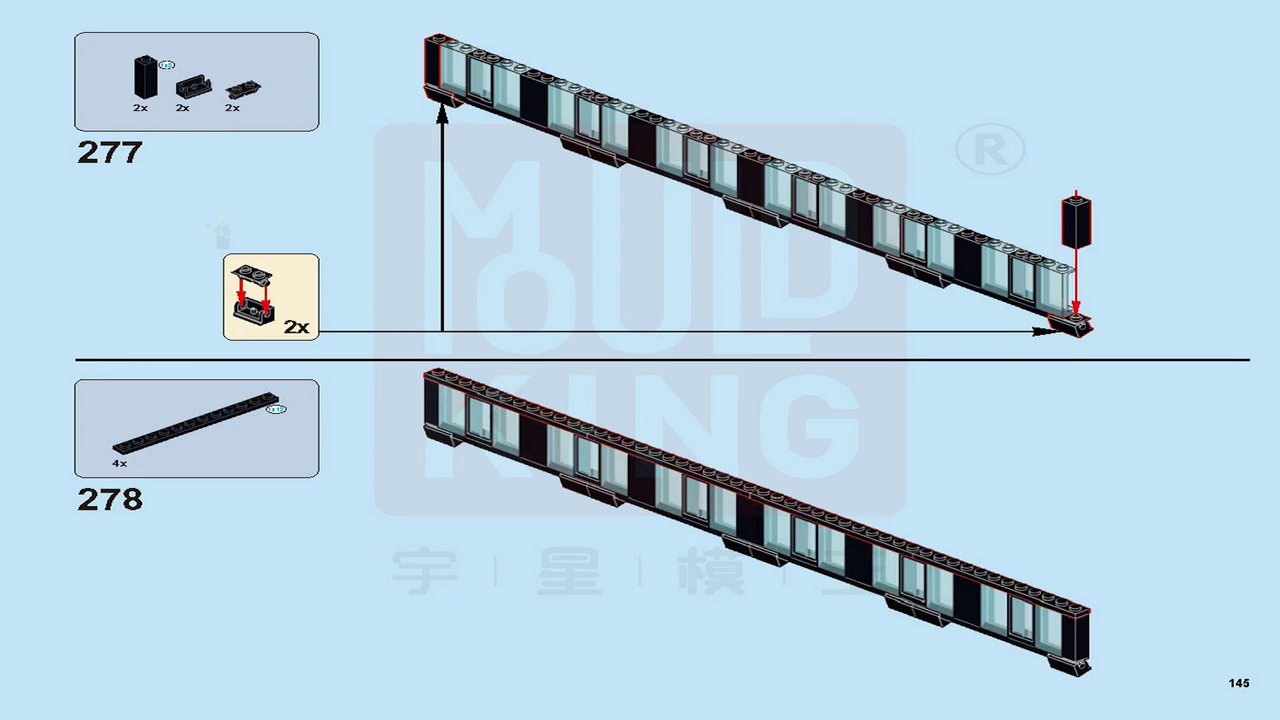 2x 2x 2x
277
2x
MOULD KING
®
4x
278
宇 | 星 | 模 |
145